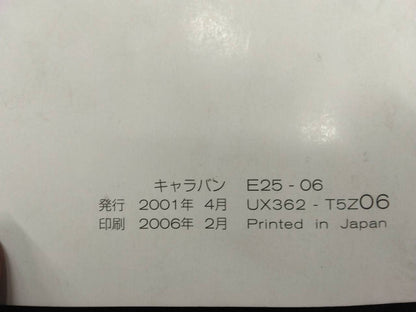 キャラバン E25 - 06
発行 2001年 4月 UX362 - T5Z06
印刷 2006年 2月 Printed in Japan